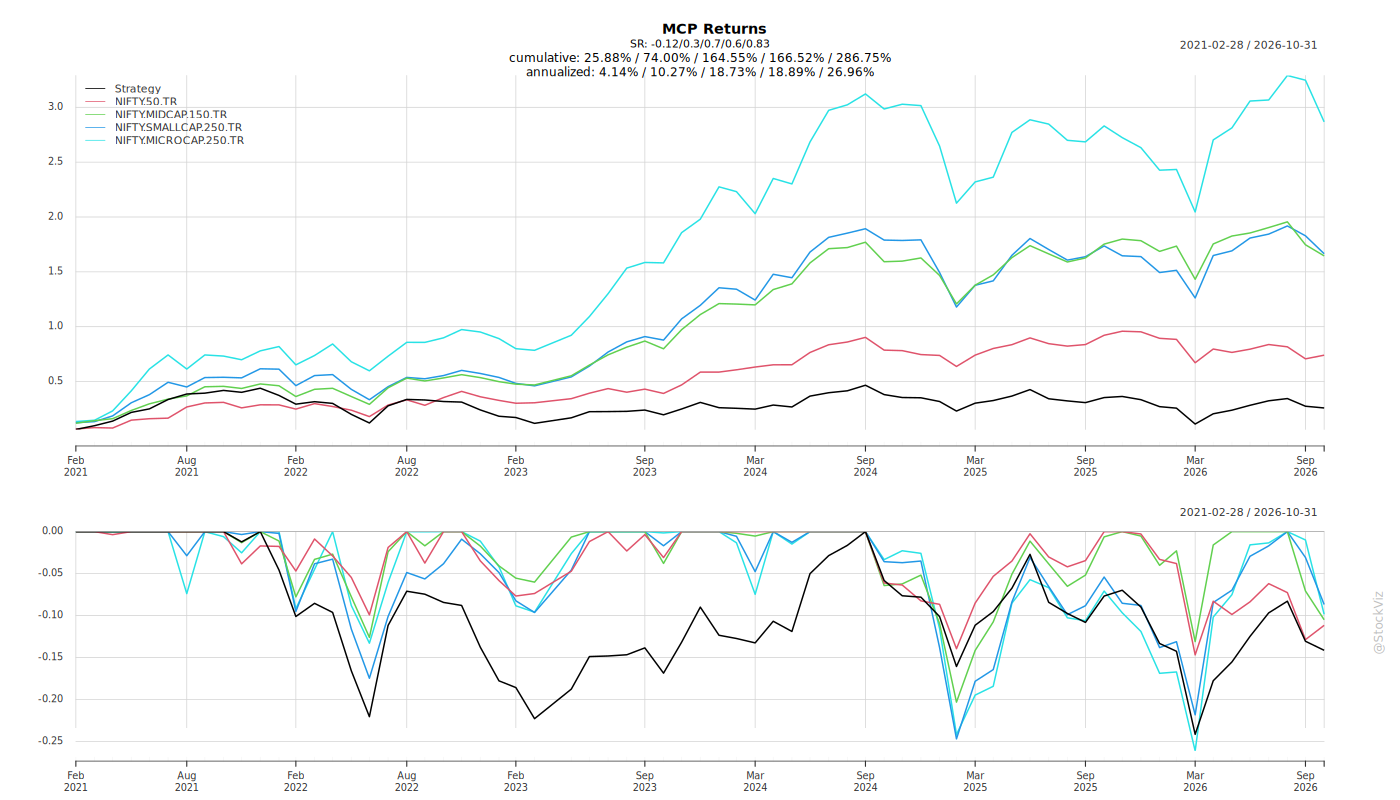 MCP Returns
SR: -0.12/0.3/0.7/0.6/0.83
cumulative: 25.88% / 74.00% / 164.55% / 166.52% / 286.75%
annualized: 4.14% / 10.27% / 18.73% / 18.89% / 26.96%
2021-02-28 / 2026-10-31
Strategy
NIFTY.50.TR
NIFTY.MIDCAP.150.TR
NIFTY.SMALLCAP.250.TR
NIFTY.MICROCAP.250.TR
3.0
2.5
2.0
1.5
1.0
0.5
Feb Aug Feb Aug Feb Sep Mar Sep Mar Sep Mar Sep
2021 2021 2022 2022 2023 2023 2024 2024 2025 2025 2026 2026
2021-02-28 / 2026-10-31
0.00
-0.05
-0.10
-0.15
-0.20
-0.25
Feb Aug Feb Aug Feb Sep Mar Sep Mar Sep Mar Sep
2021 2021 2022 2022 2023 2023 2024 2024 2025 2025 2026 2026
@StockViz